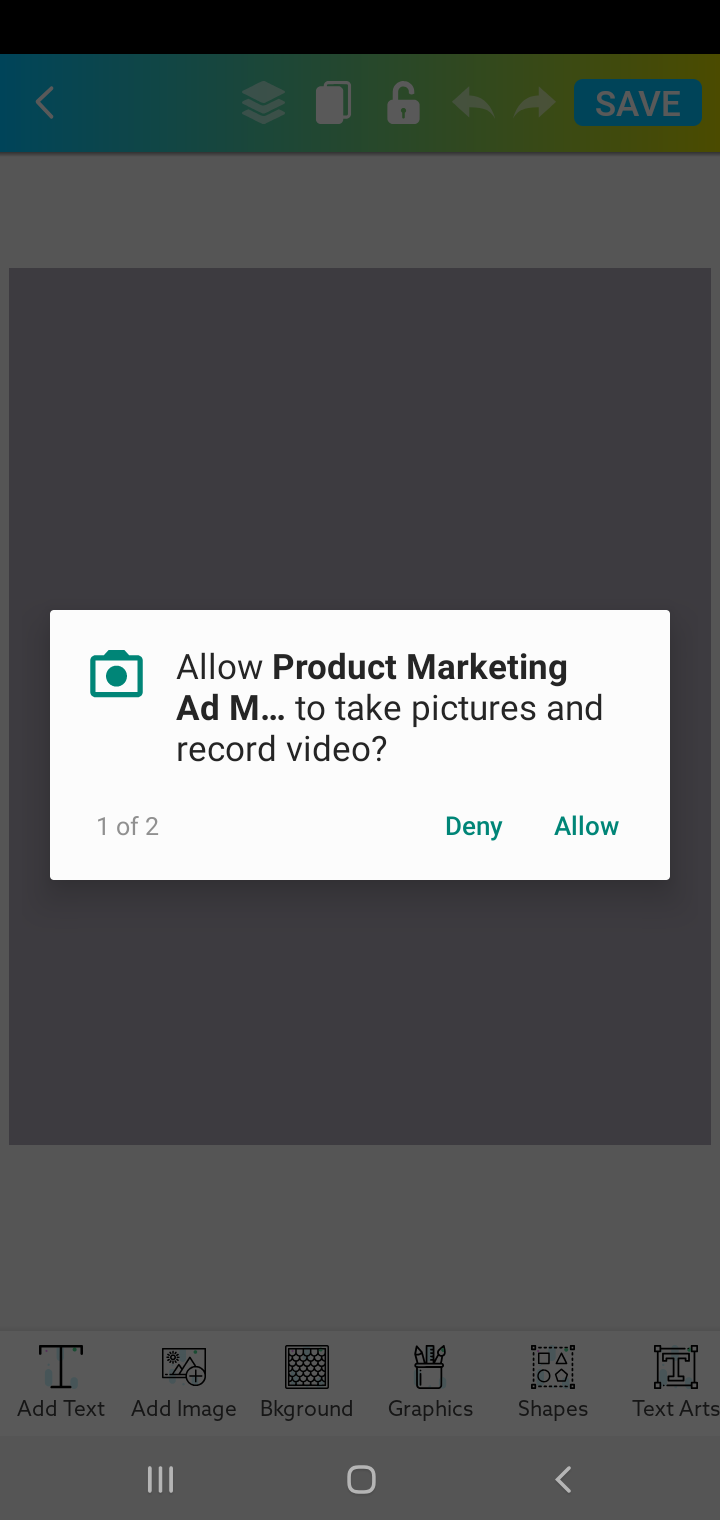 SAVE
Allow Product Marketing
Ad M... to take pictures and
record video?
1 of 2 Deny Allow
Add Text Add Image Bkground Graphics Shapes Text Arts